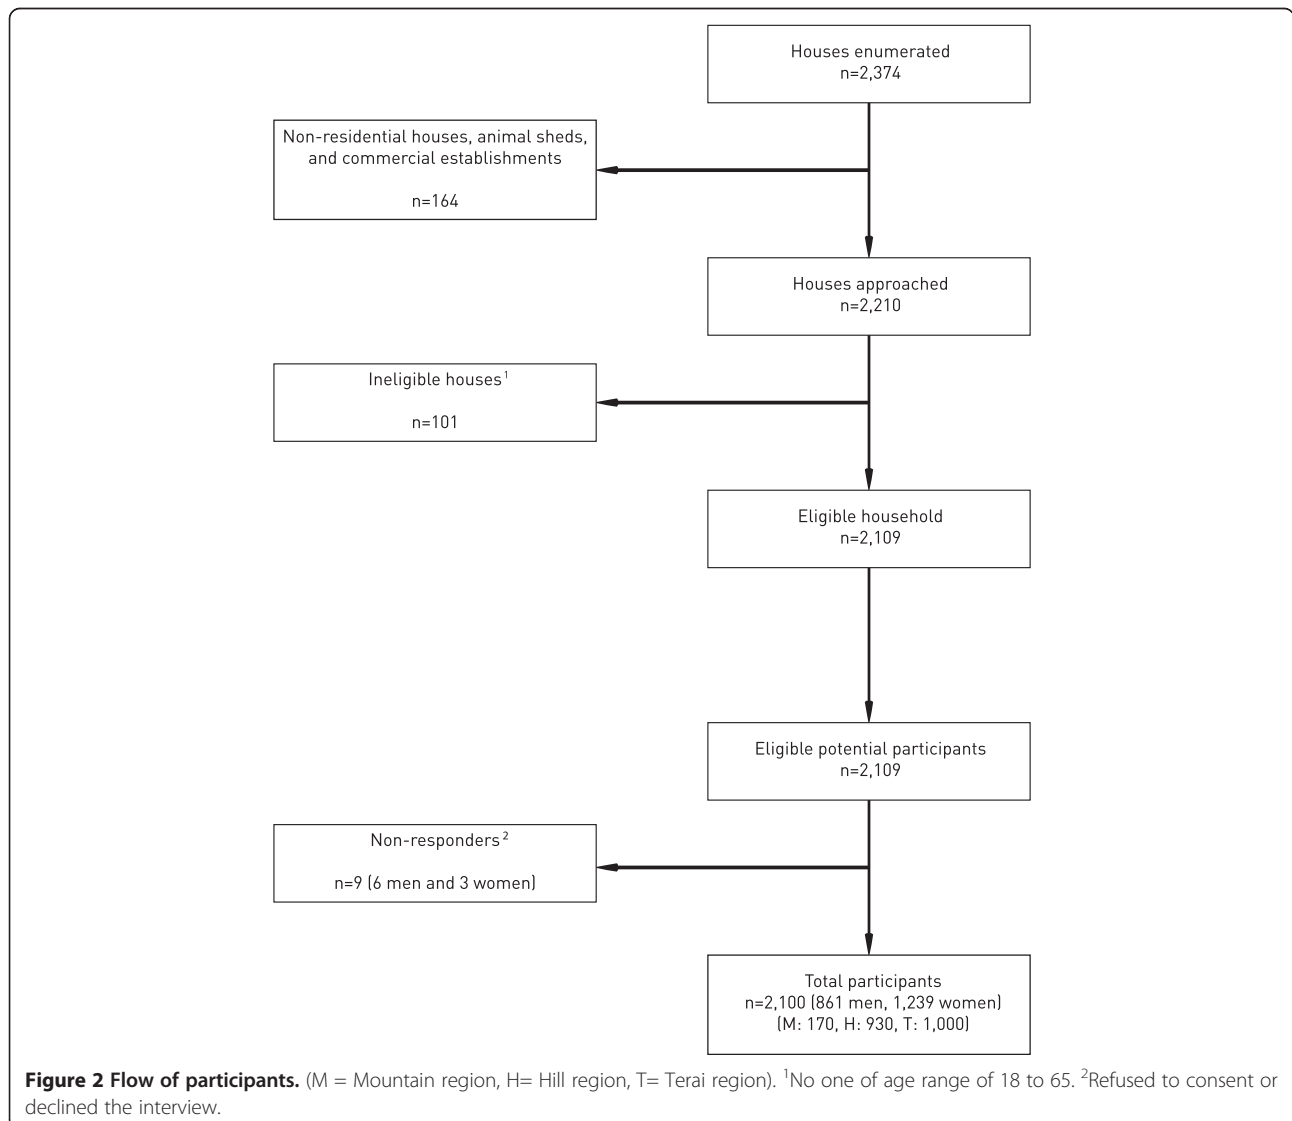 Houses enumerated
n=2,374
Non-residential houses, animal sheds,
and commercial establishments
n=164
Houses approached
n=2,210
Ineligible houses¹
n=101
Eligible household
n=2,109
Eligible potential participants
n=2,109
Non-responders²
n=9 (6 men and 3 women)
Total participants
n=2,100 (861 men, 1,239 women)
(M: 170, H: 930, T: 1,000)
Figure 2 Flow of participants. (M = Mountain region, H= Hill region, T= Terai region). ¹No one of age range of 18 to 65. ²Refused to consent or
declined the interview.